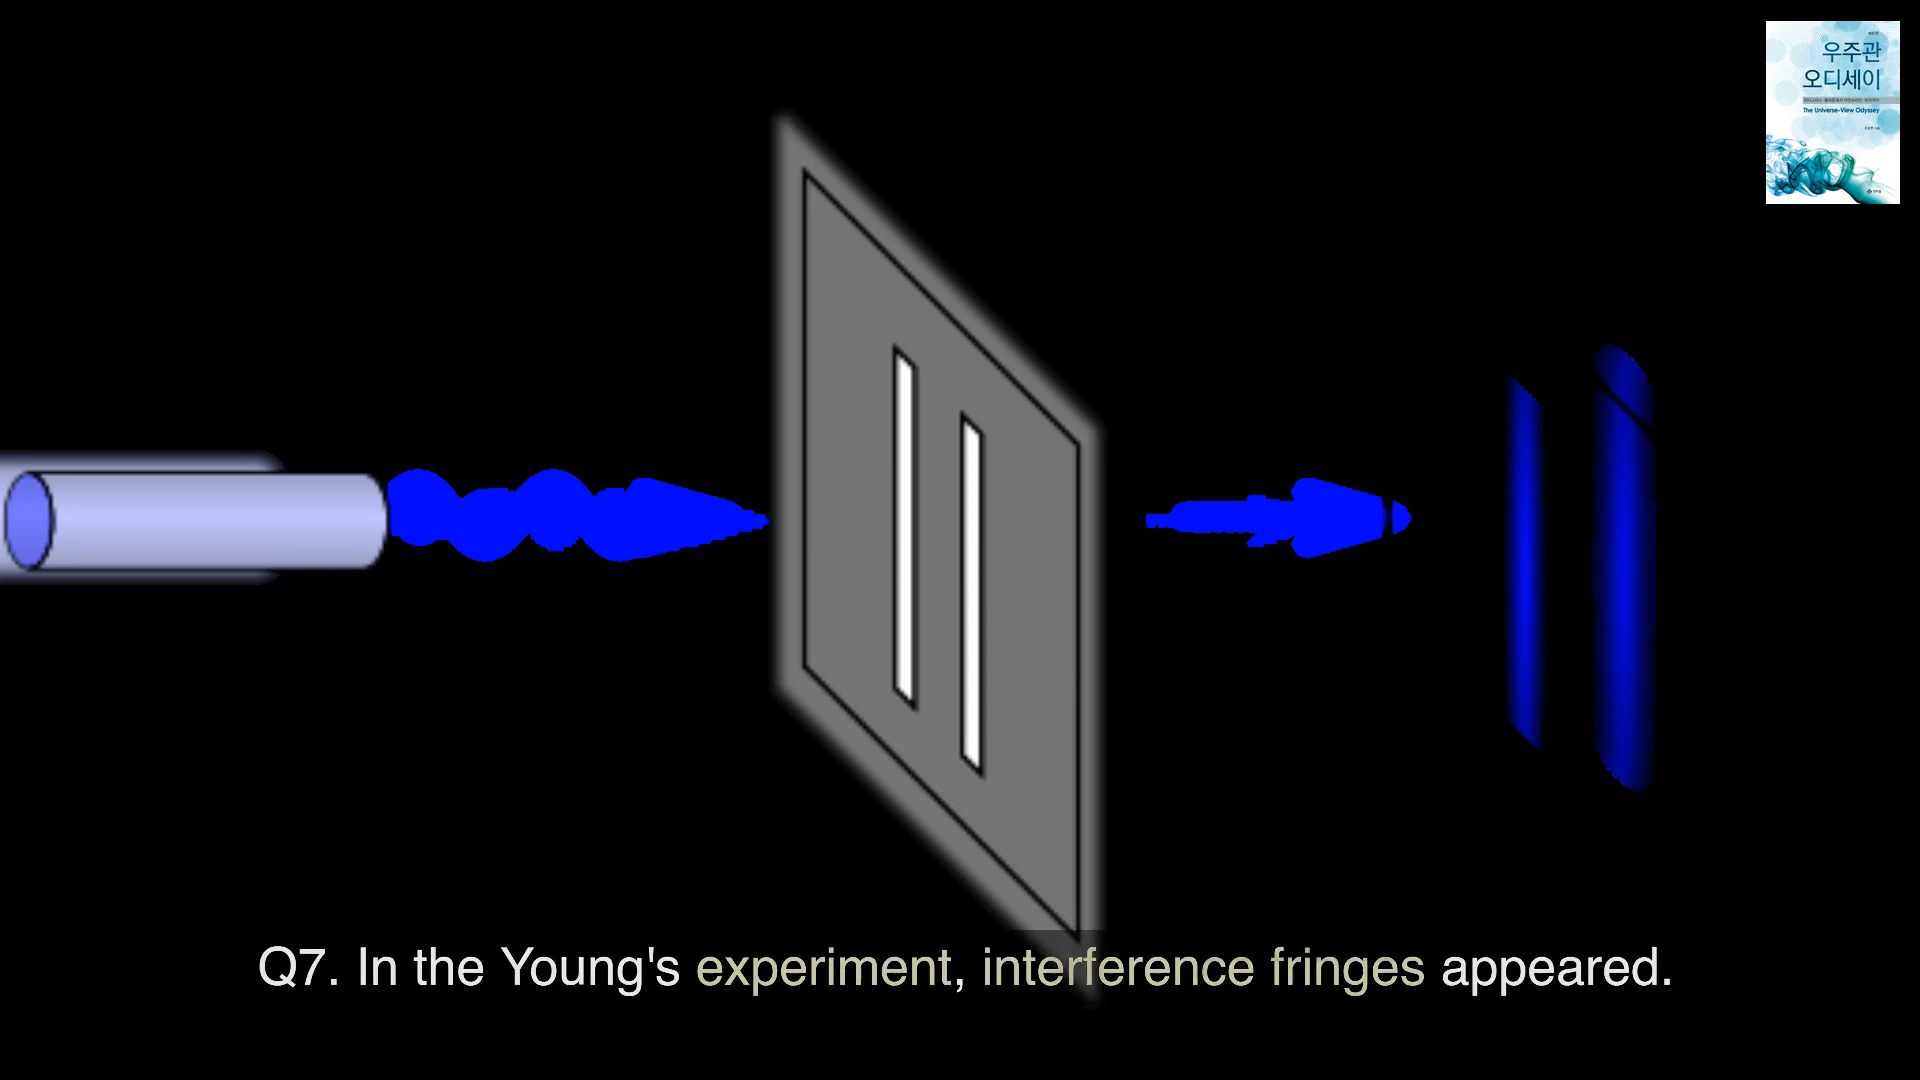 우주관
오디세이
The Universe-View Odyssey
Q7. In the Young's experiment, interference fringes appeared.